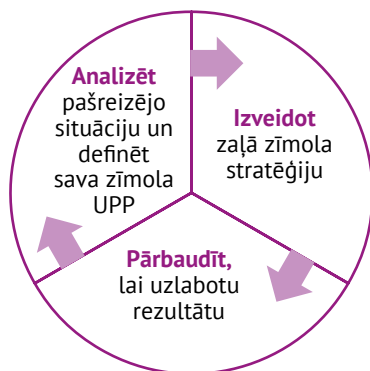 Analizēt
pašreizējo
situāciju un
definēt
sava zīmola
UPP
Izveidot
zaļā zīmola
stratēģiju
Pārbaudīt,
lai uzlabotu
rezultātu